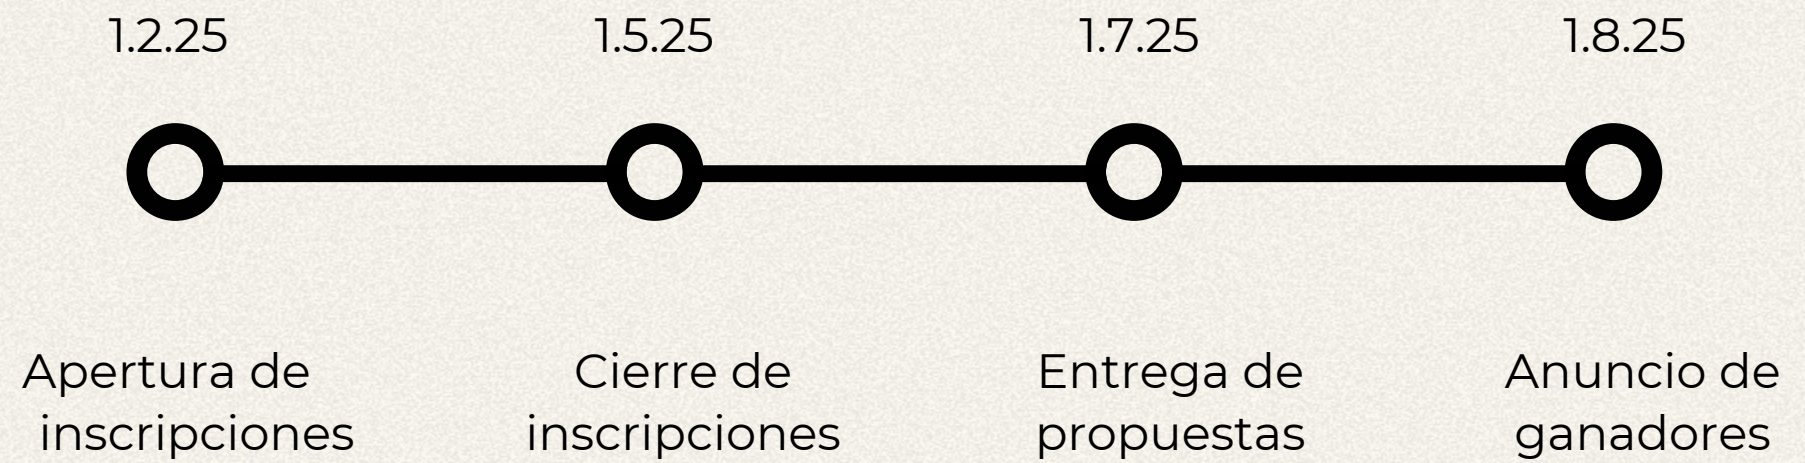 1.2.25
1.5.25
1.7.25
1.8.25
Apertura de
inscripciones
Cierre de
inscripciones
Entrega de
propuestas
Anuncio de
ganadores